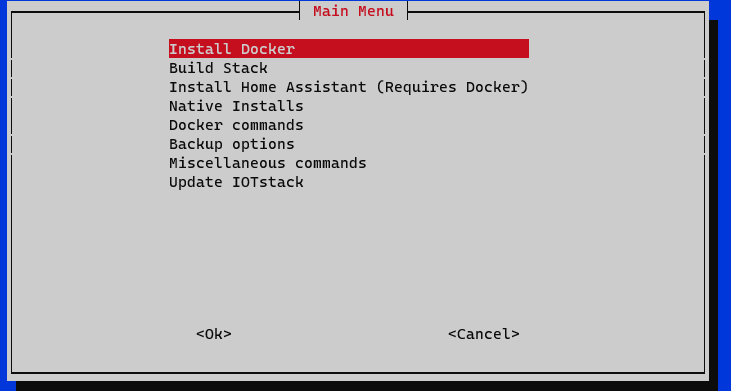 Main Menu
Install Docker
Build Stack
Install Home Assistant (Requires Docker)
Native Installs
Docker commands
Backup options
Miscellaneous commands
Update IOTstack
<Ok> <Cancel>